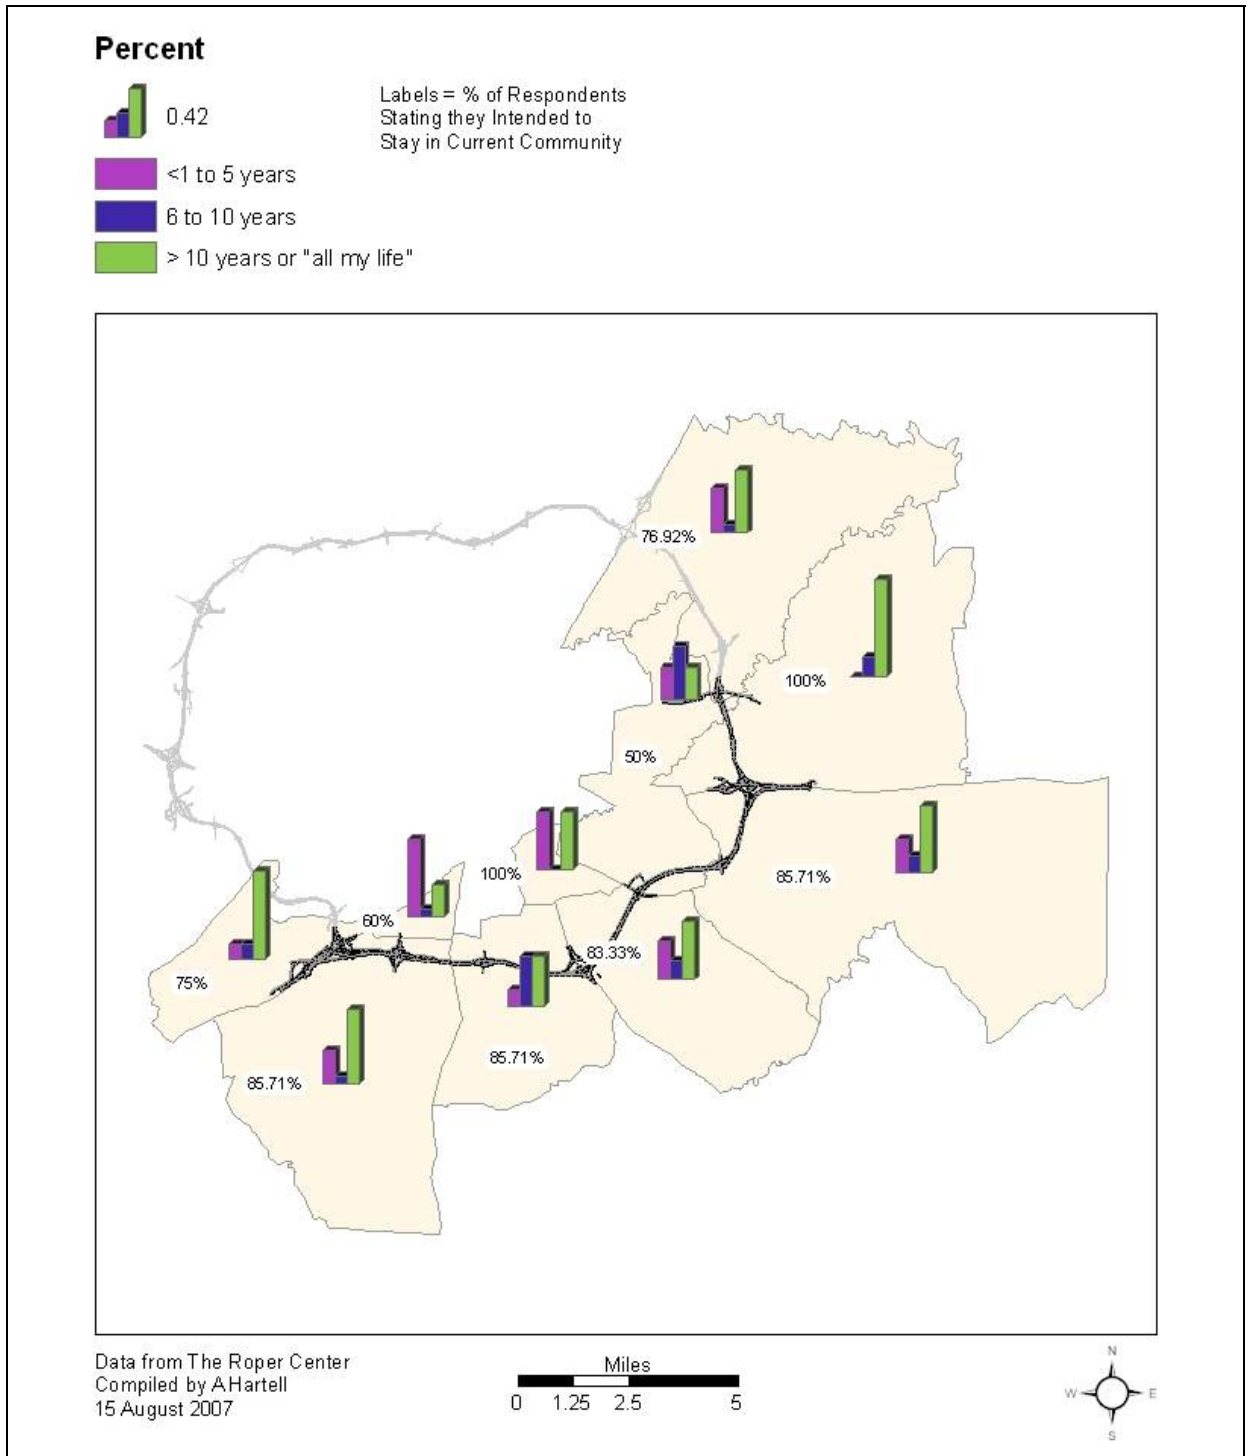 Percent
0.42
Labels = % of Respondents
Stating they Intended to
Stay in Current Community
<1 to 5 years
6 to 10 years
> 10 years or "all my life"
76.92%
100%
50%
100%
85.71%
60%
83.33%
75%
85.71%
85.71%
Data from The Roper Center
Compiled by AHartell
15 August 2007
Miles
0 1.25 2.5 5
N
W E
S